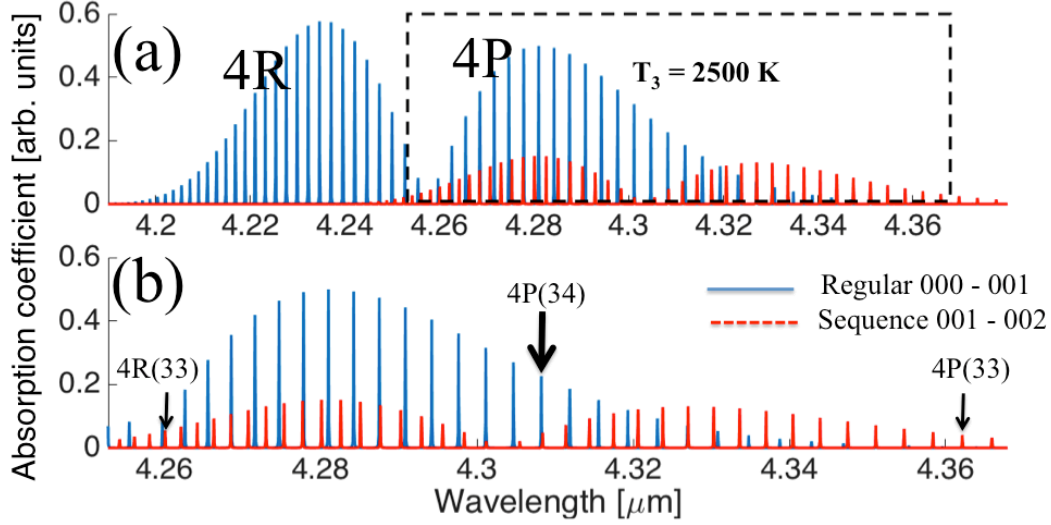 Absorption coefficient [arb. units]
(a)
4R
4P
T3 = 2500 K
0.6
0.4
0.2
0
4.2 4.22 4.24 4.26 4.28 4.3 4.32 4.34 4.36
(b)
0.6
0.4
0.2
0
4R(33)
4P(34)
4P(33)
Regular 000 - 001
Sequence 001 - 002
4.26 4.28 4.3 4.32 4.34 4.36
Wavelength [μm]